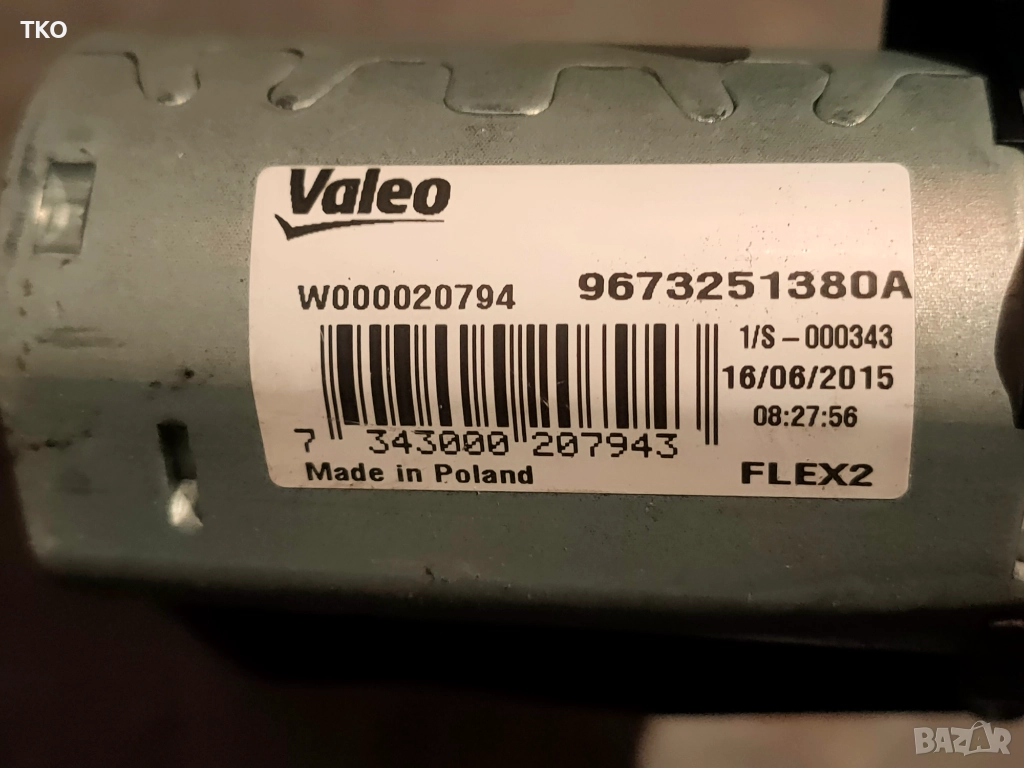 TKO
Valeo
W000020794 9673251380A
1/S - 000343
16/06/2015
08:27:56
7 343000 207943
Made in Poland
FLEX2
BAZAR